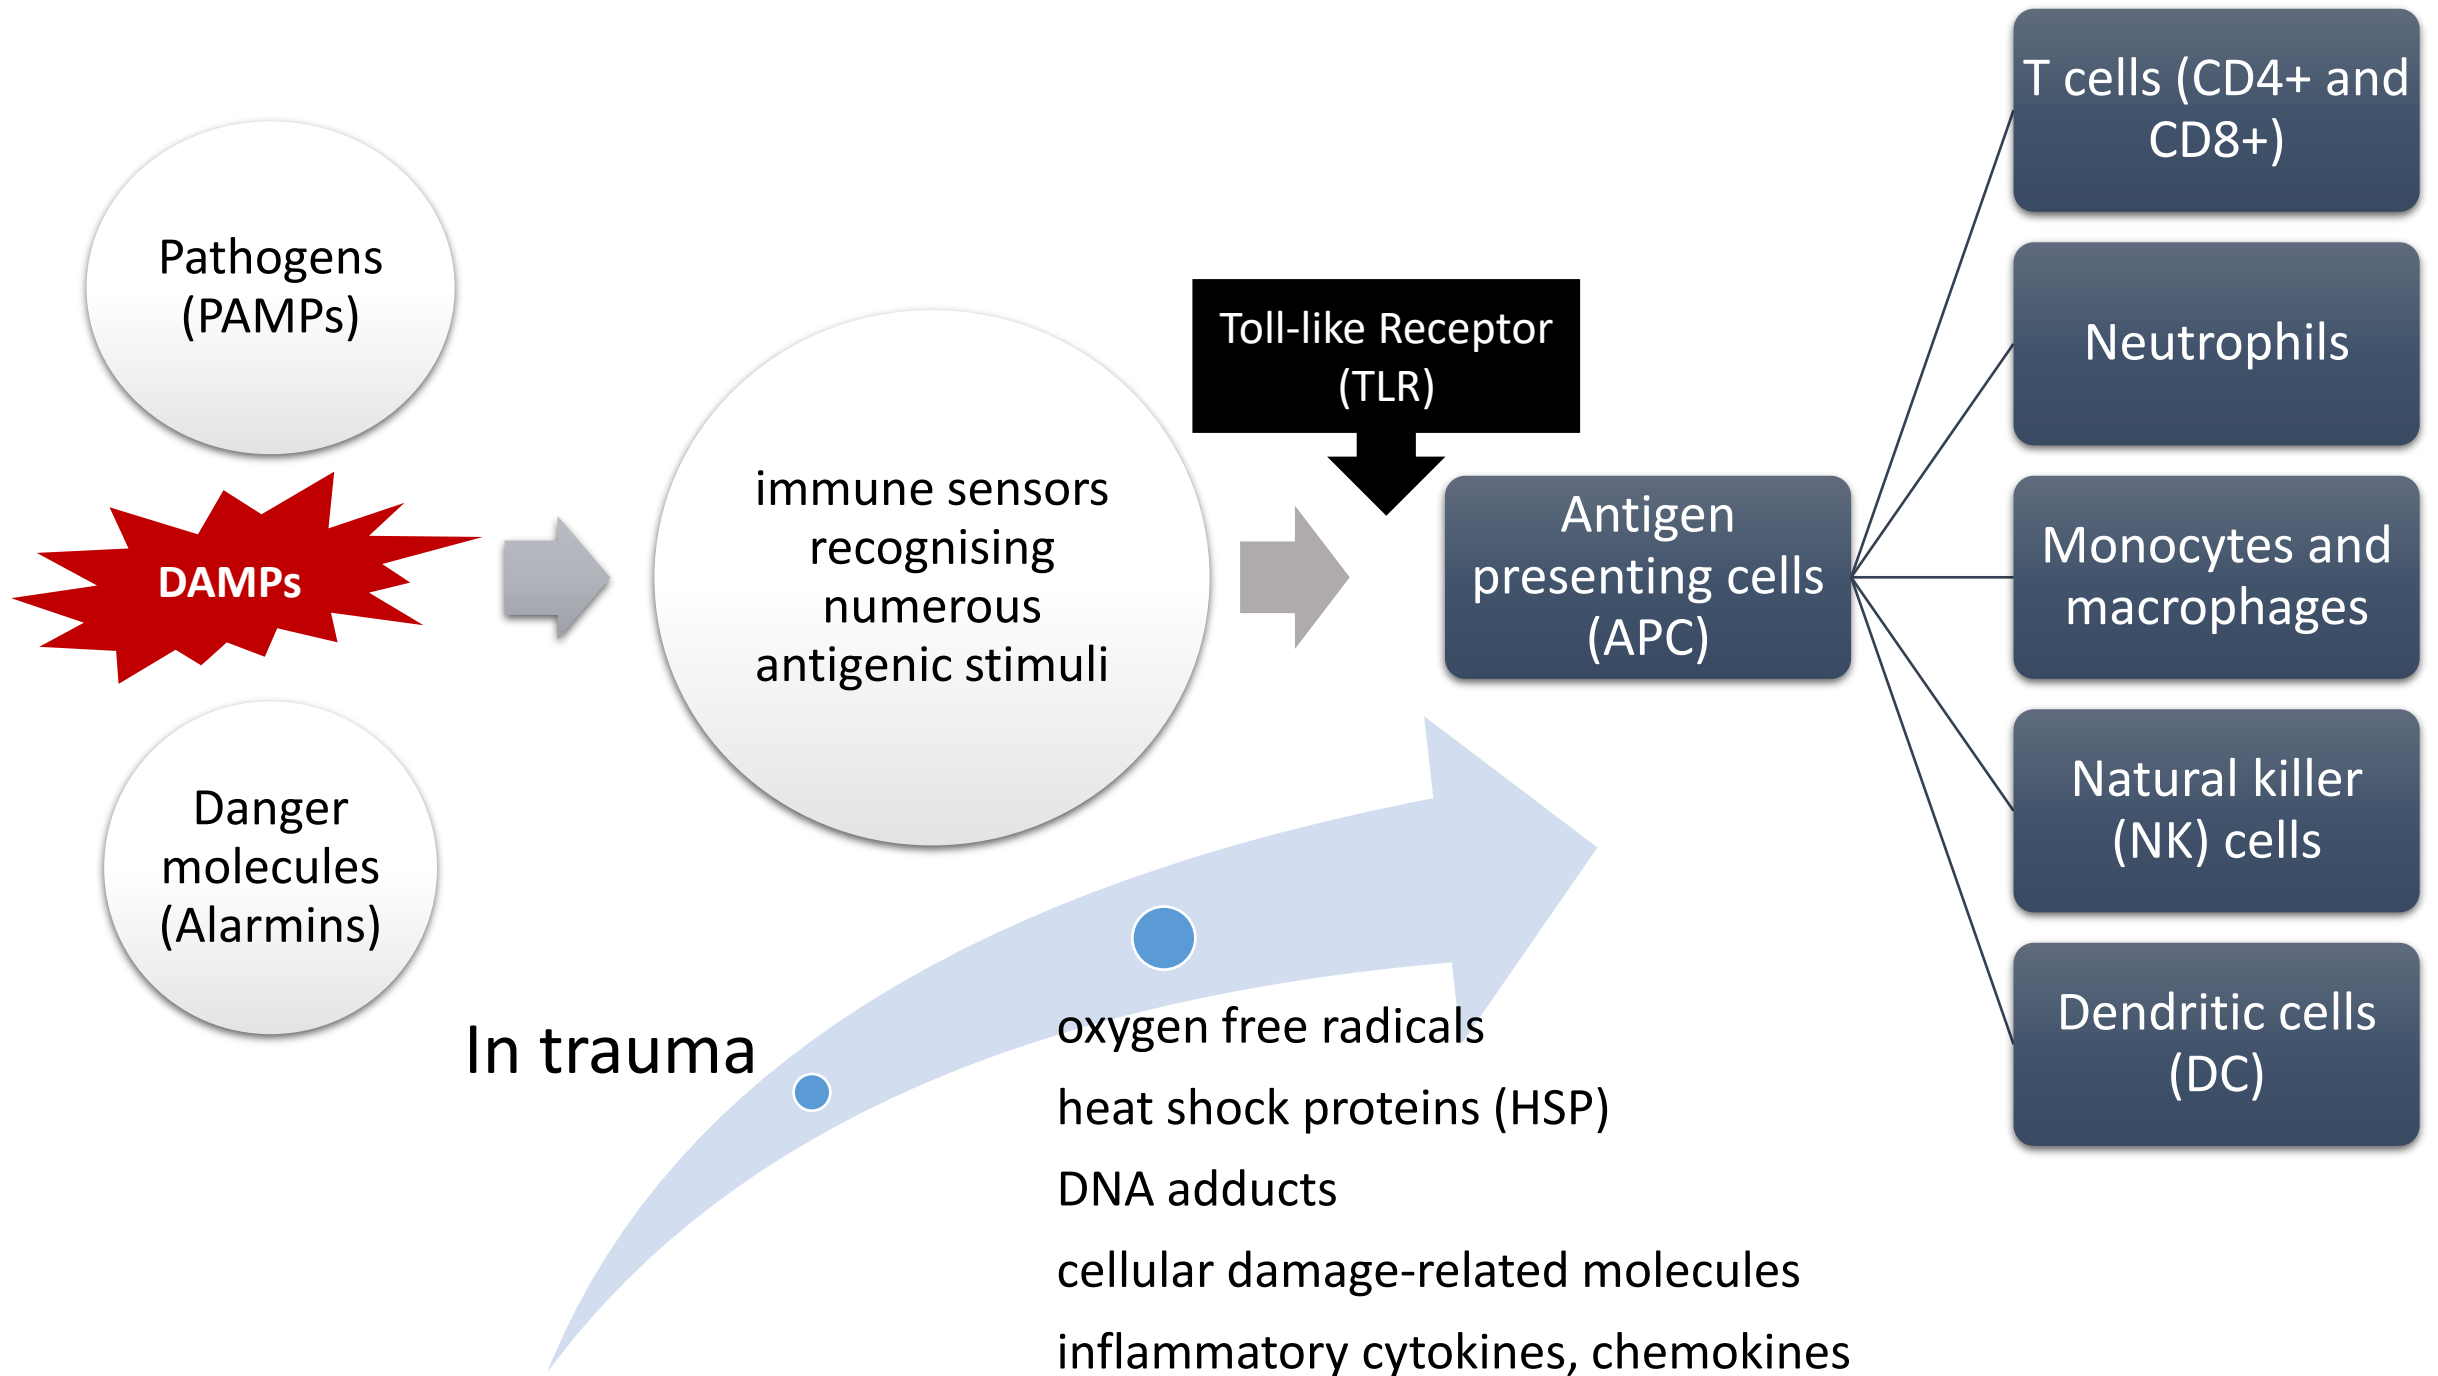 Pathogens
(PAMPs)
DAMPs
Danger
molecules
(Alarmins)
immune sensors
recognising
numerous
antigenic stimuli
Toll-like Receptor
(TLR)
Antigen
presenting cells
(APC)
T cells (CD4+ and
CD8+)
Neutrophils
Monocytes and
macrophages
Natural killer
(NK) cells
Dendritic cells
(DC)
In trauma
oxygen free radicals
heat shock proteins (HSP)
DNA adducts
cellular damage-related molecules
inflammatory cytokines, chemokines